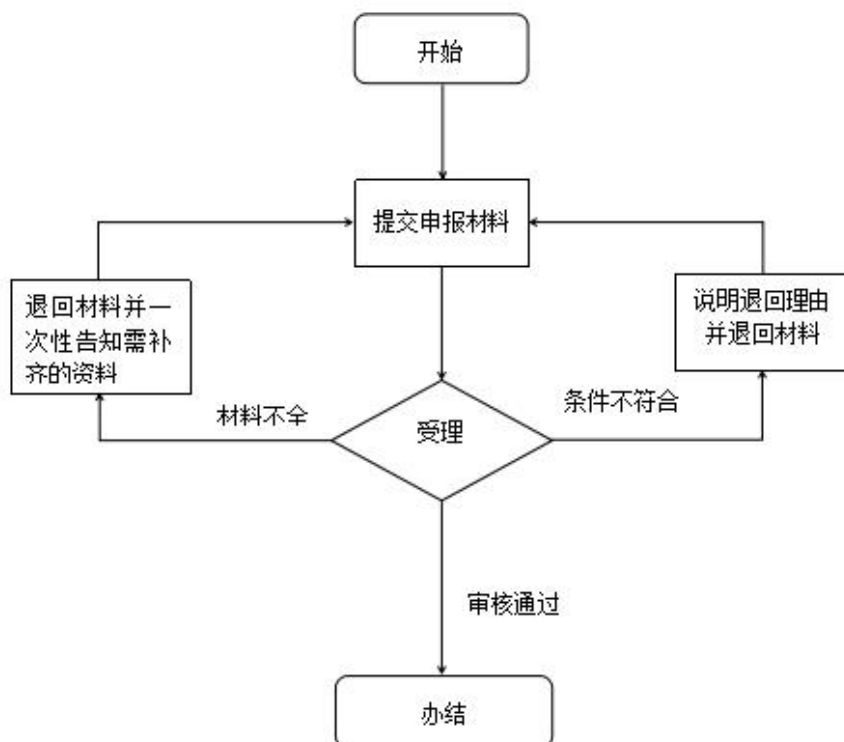 开始
提交申报材料
退回材料并一
次性告知需补
齐的资料
说明退回理由
并退回材料
材料不全
条件不符合
受理
审核通过
办结